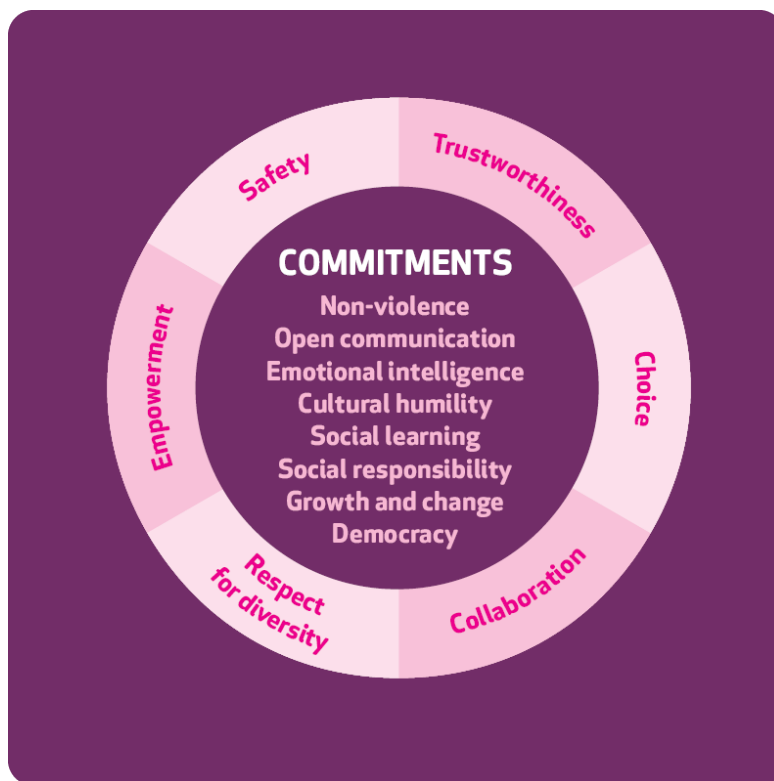 Safety
Trustworthiness
Choice
Collaboration
Respect
for diversity
Empowerment
COMMITMENTS
Non-violence
Open communication
Emotional intelligence
Cultural humility
Social learning
Social responsibility
Growth and change
Democracy